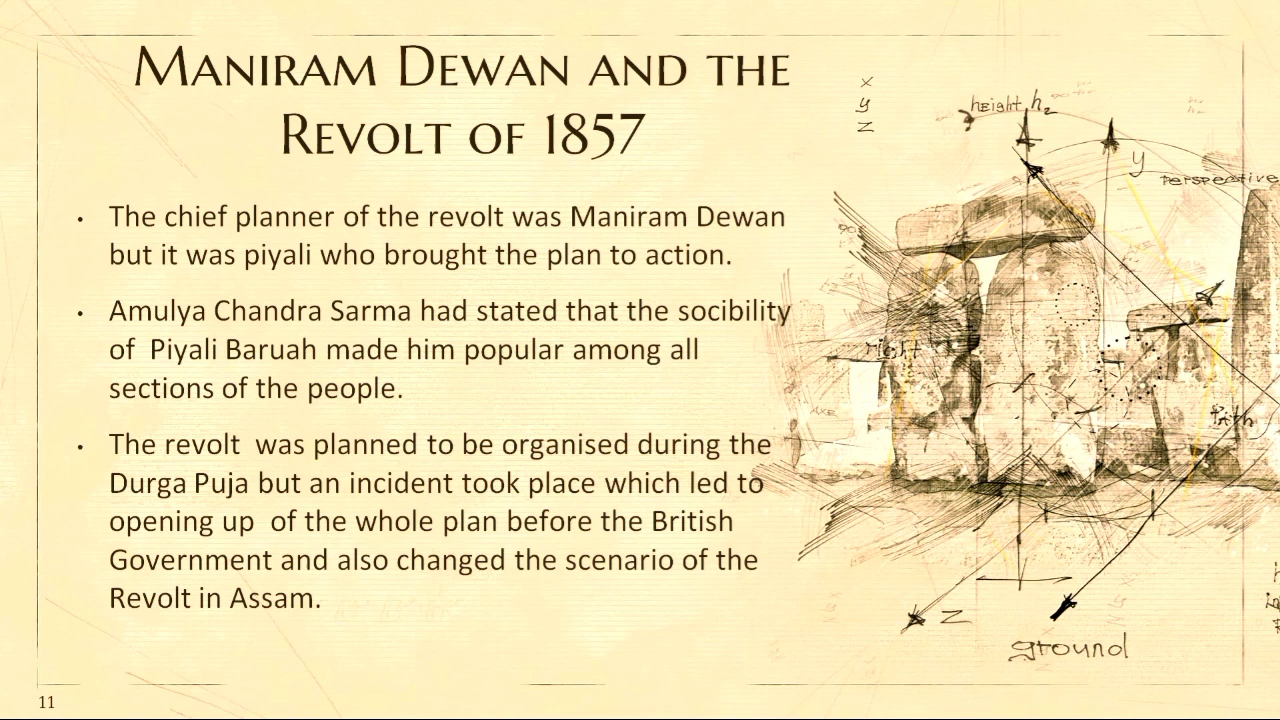 Maniram Dewan and the
Revolt of 1857
• The chief planner of the revolt was Maniram Dewan
but it was piyali who brought the plan to action.
• Amulya Chandra Sarma had stated that the socibility
of Piyali Baruah made him popular among all
sections of the people.
• The revolt was planned to be organised during the
Durga Puja but an incident took place which led to
opening up of the whole plan before the British
Government and also changed the scenario of the
Revolt in Assam.
11
x
y
z
height h₂
y
perspective
right
z
ground